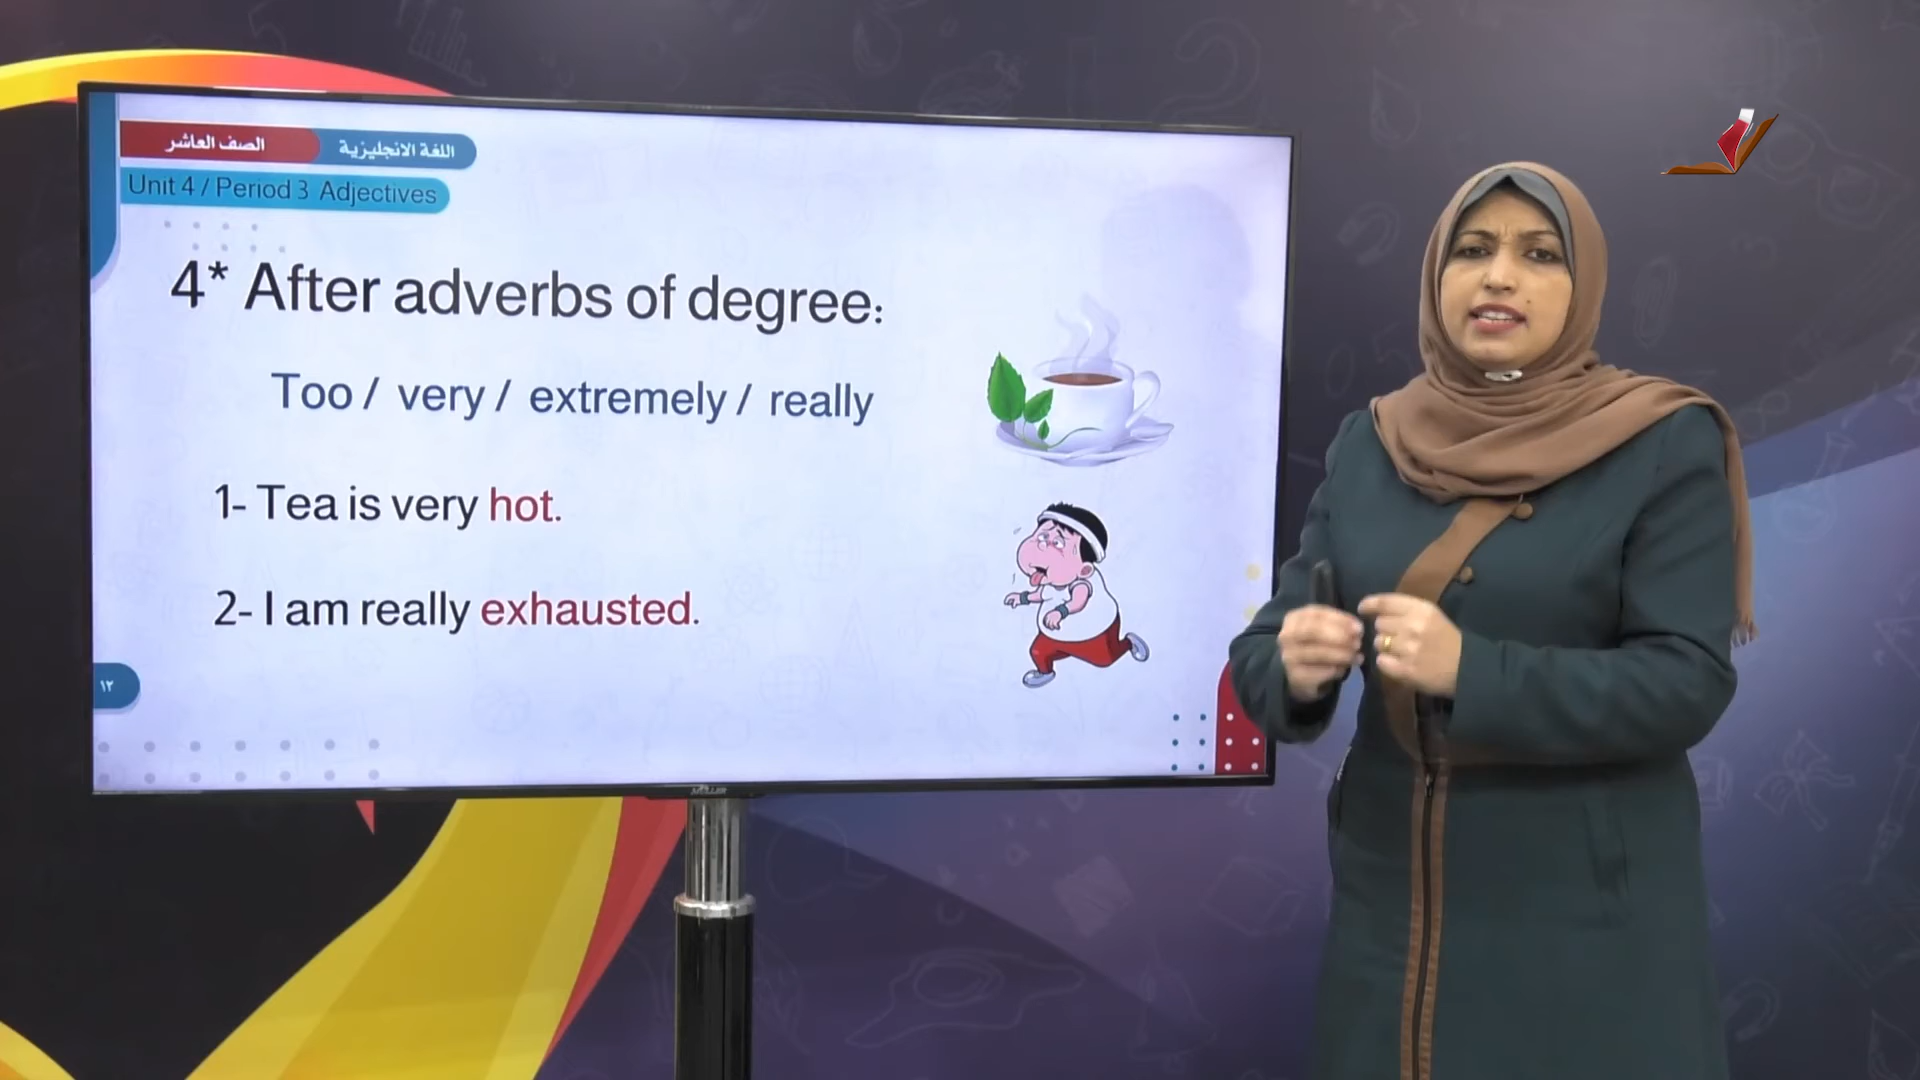 الصف العاشر اللغة الانجليزية
Unit 4 / Period 3 Adjectives
4* After adverbs of degree:
Too / very / extremely / really
1- Tea is very hot.
2- I am really exhausted.
١٢